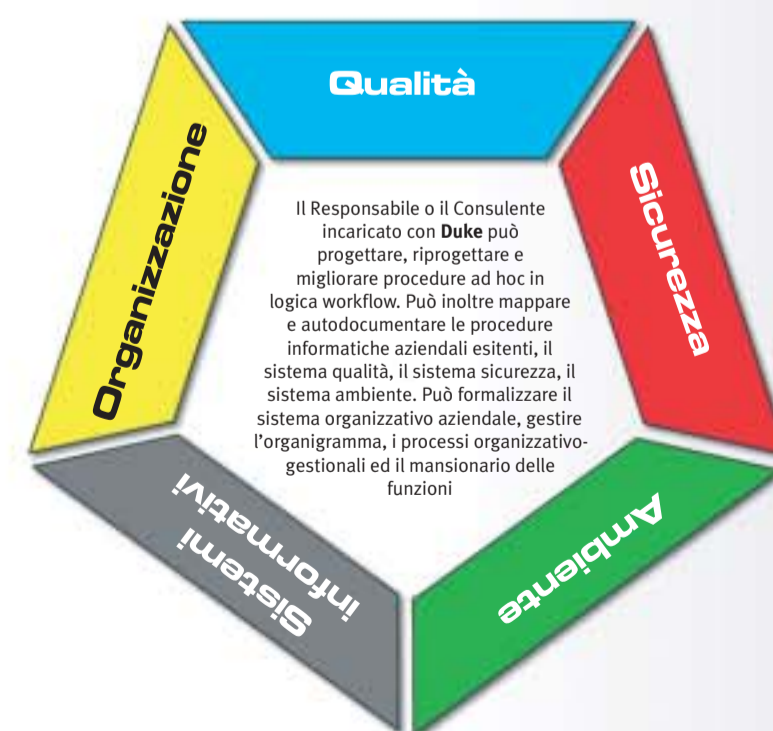 Qualità
Sicurezza
Ambiente
Sistemi
informativi
Organizzazione
Il Responsabile o il Consulente
incaricato con Duke può
progettare, riprogettare e
migliorare procedure ad hoc in
logica workflow. Può inoltre mappare
e autodocumentare le procedure
informatiche aziendali esitenti, il
sistema qualità, il sistema sicurezza, il
sistema ambiente. Può formalizzare il
sistema organizzativo aziendale, gestire
l’organigramma, i processi organizzativo-
gestionali ed il mansionario delle
funzioni